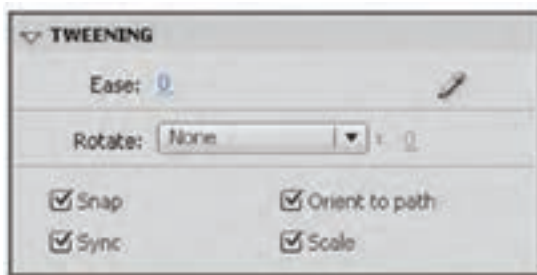 TWEENING
Ease: 0
Rotate: None x 0
Snap Orient to path
Sync Scale